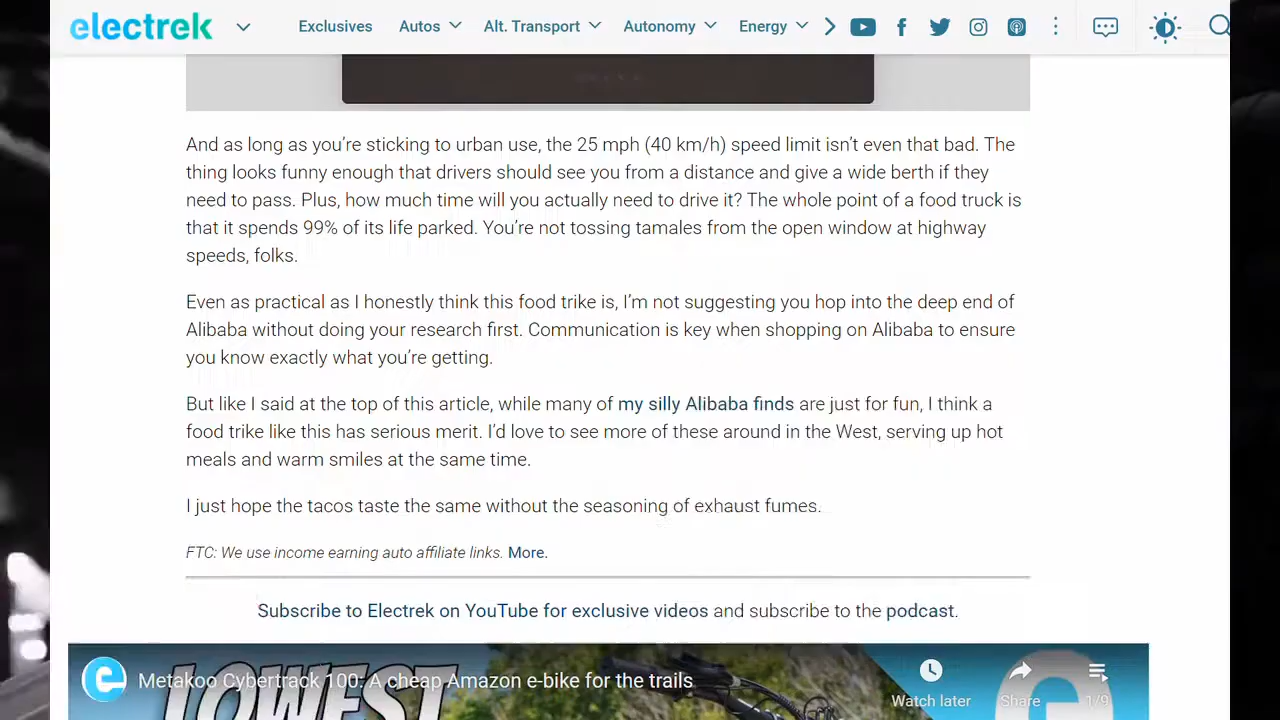 electrek
Exclusives Autos Alt. Transport Autonomy Energy
And as long as you’re sticking to urban use, the 25 mph (40 km/h) speed limit isn’t even that bad. The
thing looks funny enough that drivers should see you from a distance and give a wide berth if they
need to pass. Plus, how much time will you actually need to drive it? The whole point of a food truck is
that it spends 99% of its life parked. You’re not tossing tamales from the open window at highway
speeds, folks.
Even as practical as I honestly think this food trike is, I’m not suggesting you hop into the deep end of
Alibaba without doing your research first. Communication is key when shopping on Alibaba to ensure
you know exactly what you’re getting.
But like I said at the top of this article, while many of my silly Alibaba finds are just for fun, I think a
food trike like this has serious merit. I’d love to see more of these around in the West, serving up hot
meals and warm smiles at the same time.
I just hope the tacos taste the same without the seasoning of exhaust fumes.
FTC: We use income earning auto affiliate links. More.
Subscribe to Electrek on YouTube for exclusive videos and subscribe to the podcast.
Metakoo Cybertrack 100: A cheap Amazon e-bike for the trails
LOWEST
Watch later Share 1/9